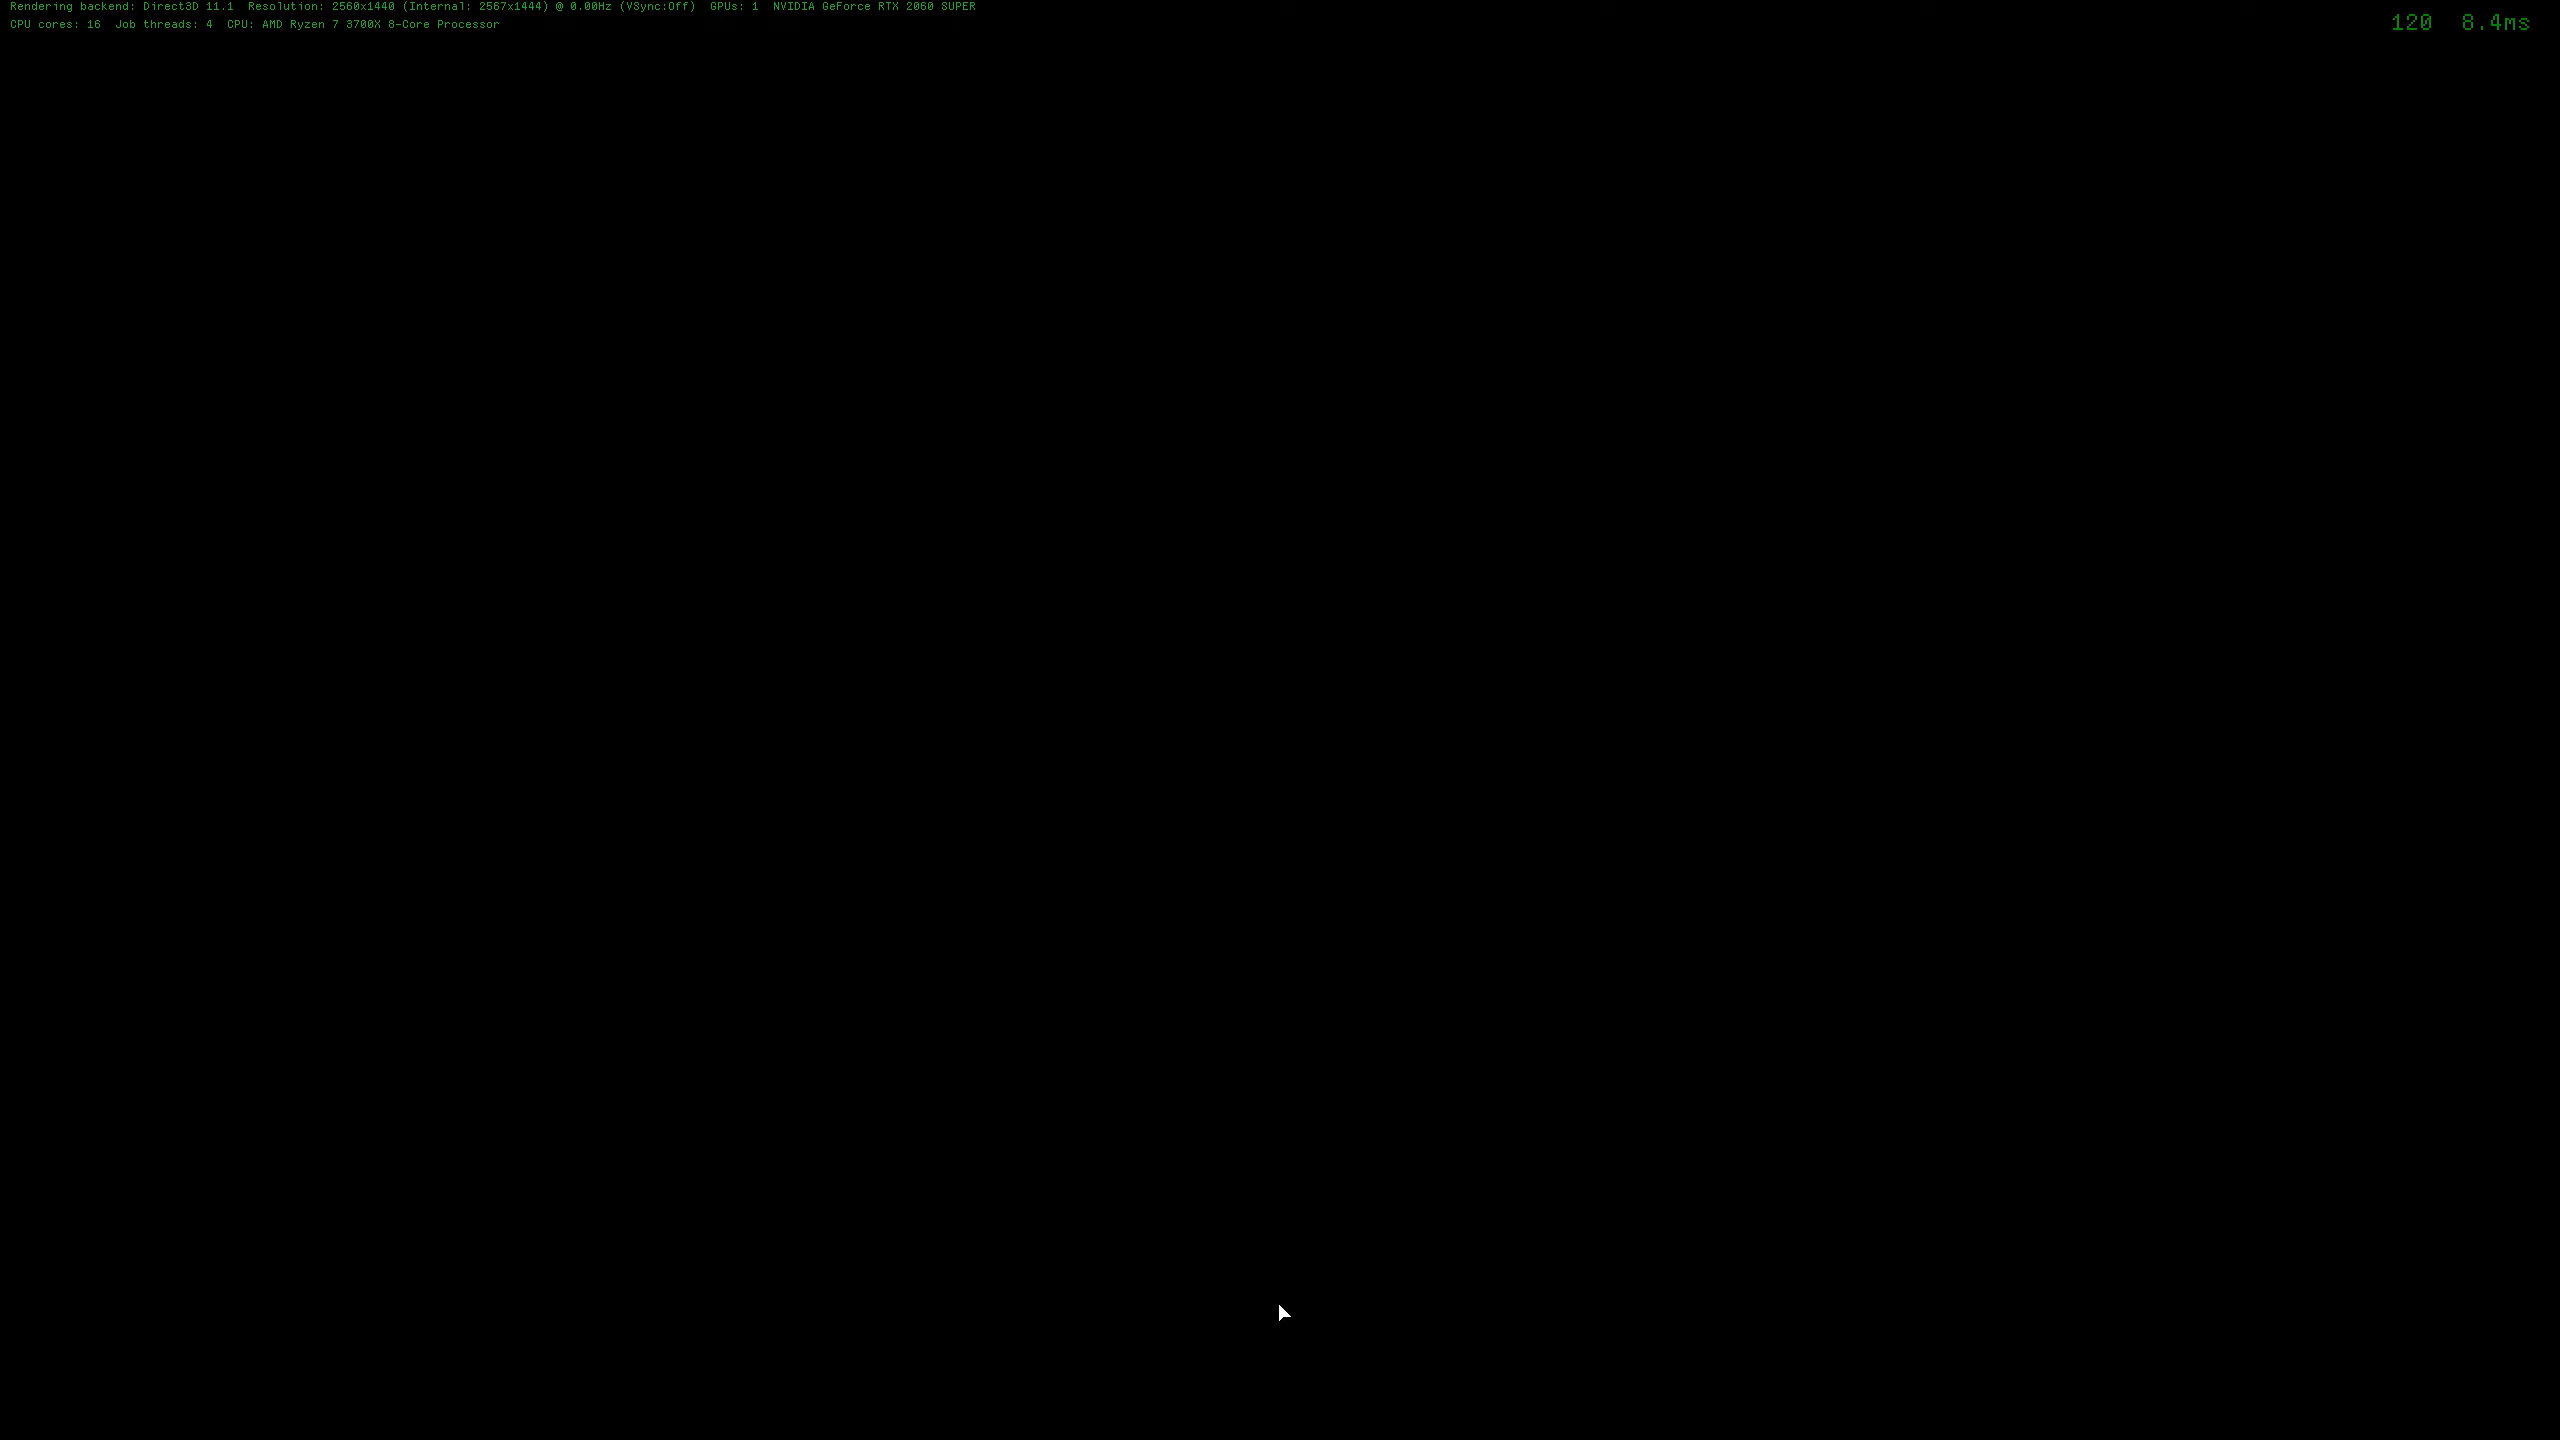 Rendering backend: Direct3D 11.1  Resolution: 2560x1440 (Internal: 2567x1444) @ 0.00Hz (VSync:Off)  GPUs: 1  NVIDIA GeForce RTX 2060 SUPER
CPU cores: 16  Job threads: 4  CPU: AMD Ryzen 7 3700X 8-Core Processor
120  8.4ms